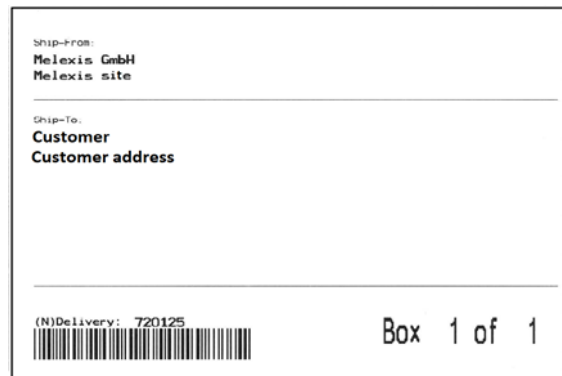 Ship-From:
Melexis GmbH
Melexis site
Ship-To:
Customer
Customer address
(N)Delivery: 720125
Box 1 of 1